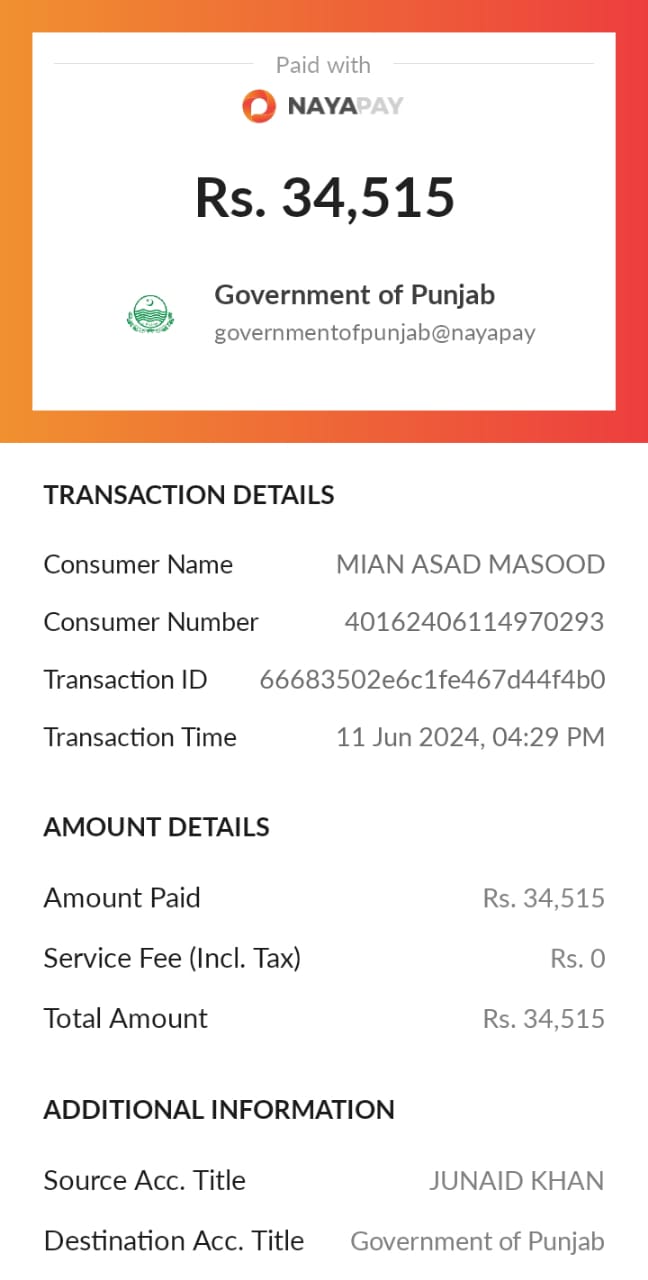 Paid with
NAYAPAY
Rs. 34,515
Government of Punjab
governmentofpunjab@nayapay
TRANSACTION DETAILS
Consumer Name MIAN ASAD MASOOD
Consumer Number 40162406114970293
Transaction ID 66683502e6c1fe467d44f4b0
Transaction Time 11 Jun 2024, 04:29 PM
AMOUNT DETAILS
Amount Paid Rs. 34,515
Service Fee (Incl. Tax) Rs. 0
Total Amount Rs. 34,515
ADDITIONAL INFORMATION
Source Acc. Title JUNAID KHAN
Destination Acc. Title Government of Punjab